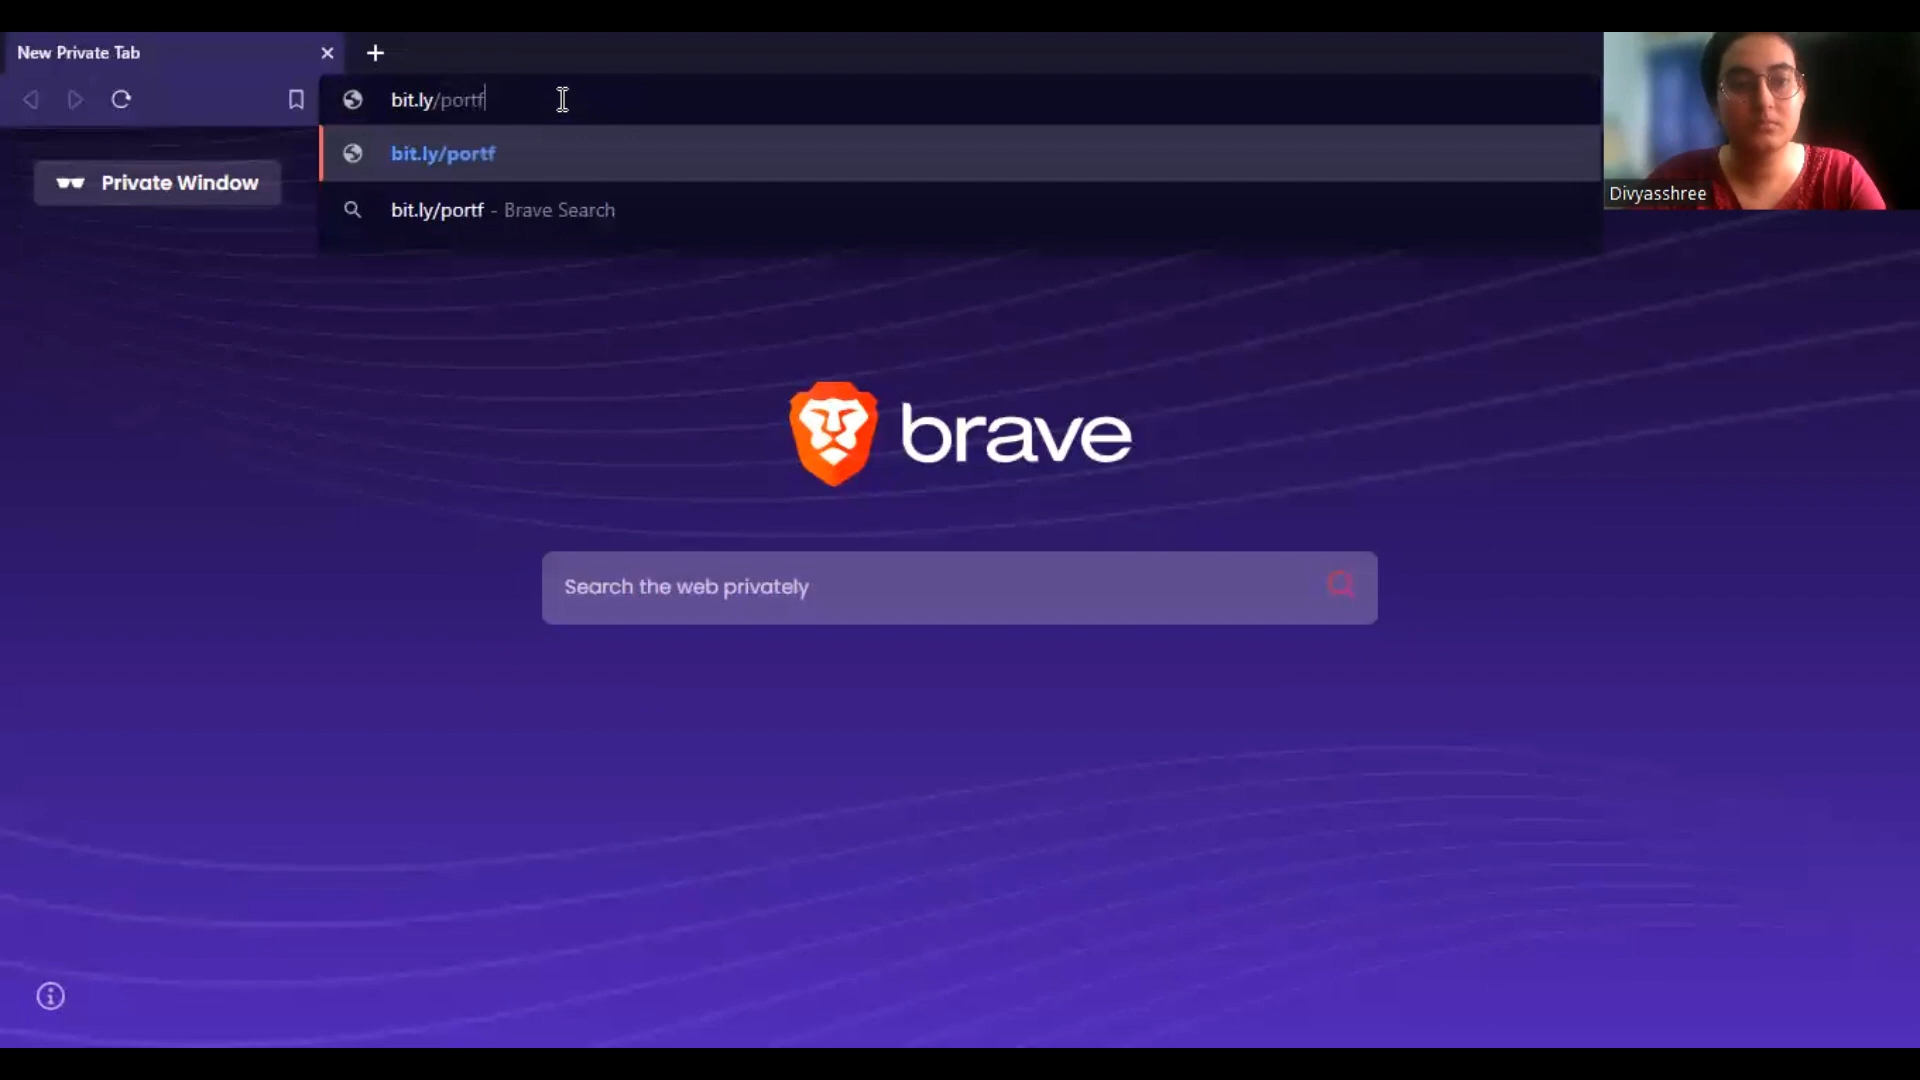 New Private Tab
bit.ly/portf
bit.ly/portf
Private Window
bit.ly/portf - Brave Search
Divyasshree
brave
Search the web privately